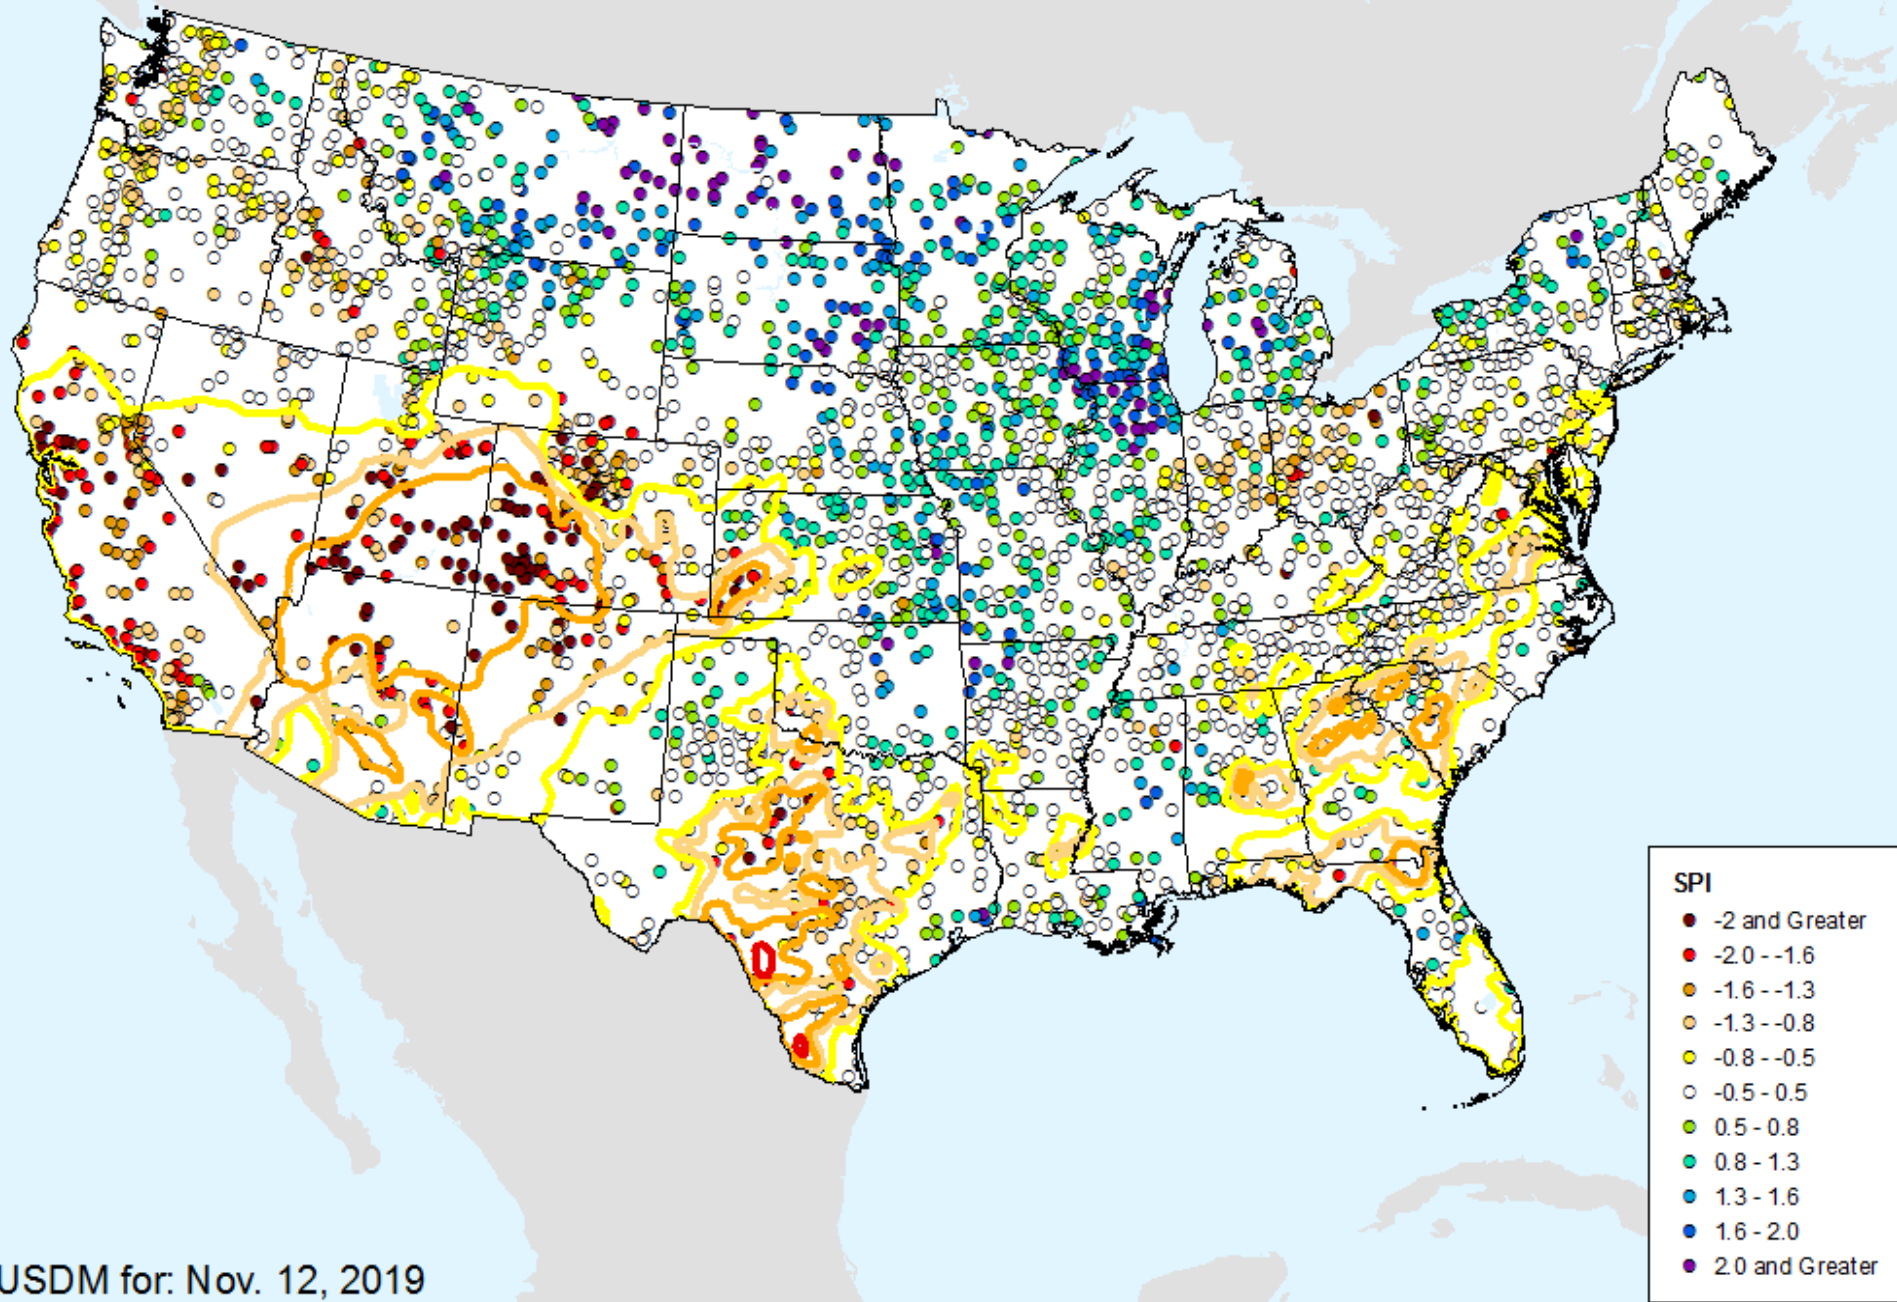 SPI
-2 and Greater
-2.0 - -1.6
-1.6 - -1.3
-1.3 - -0.8
-0.8 - -0.5
-0.5 - 0.5
0.5 - 0.8
0.8 - 1.3
1.3 - 1.6
1.6 - 2.0
2.0 and Greater
USDM for: Nov. 12, 2019